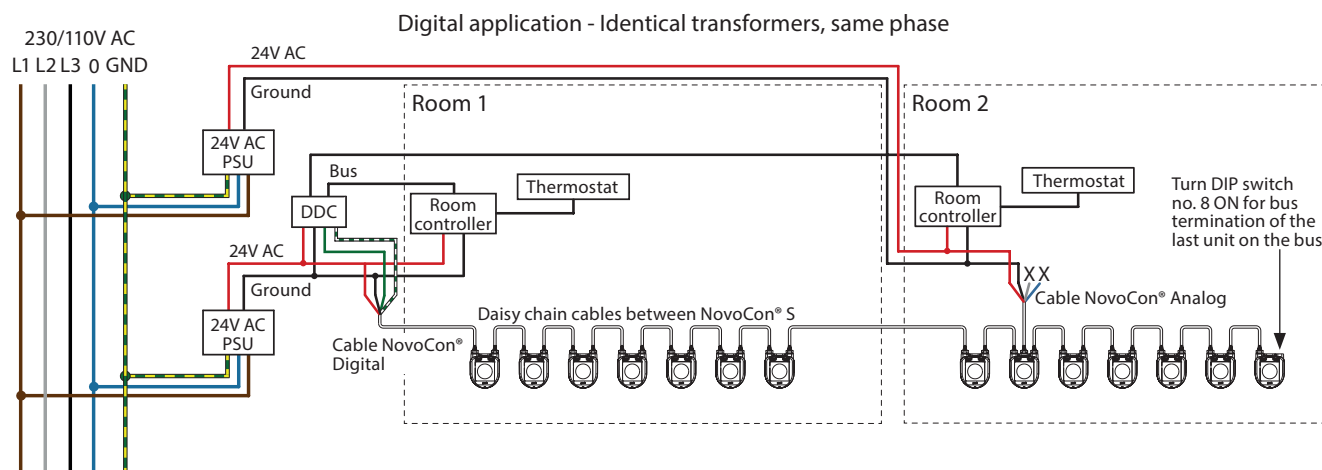 Digital application - Identical transformers, same phase
230/110V AC
L1 L2 L3 0 GND
24V AC
Ground
24V AC
PSU
Room 1
Room 2
Bus
DDC
Room
controller
Thermostat
Room
controller
Thermostat
Turn DIP switch
no. 8 ON for bus
termination of the
last unit on the bus
24V AC
Ground
24V AC
PSU
X X
Cable NovoCon® Analog
Daisy chain cables between NovoCon® S
Cable NovoCon®
Digital